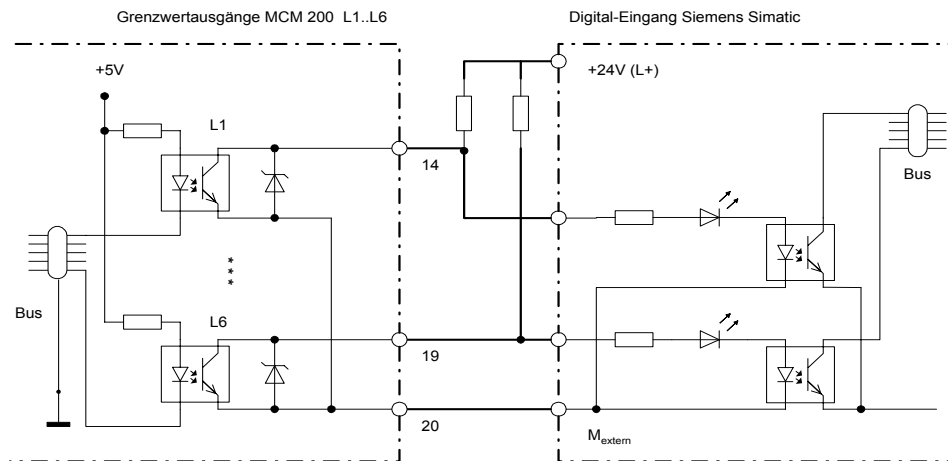 Grenzwertausgänge MCM 200 L1..L6
Digital-Eingang Siemens Simatic
+5V
+24V (L+)
L1
14
Bus
* * *
Bus
L6
19
20
Mextern